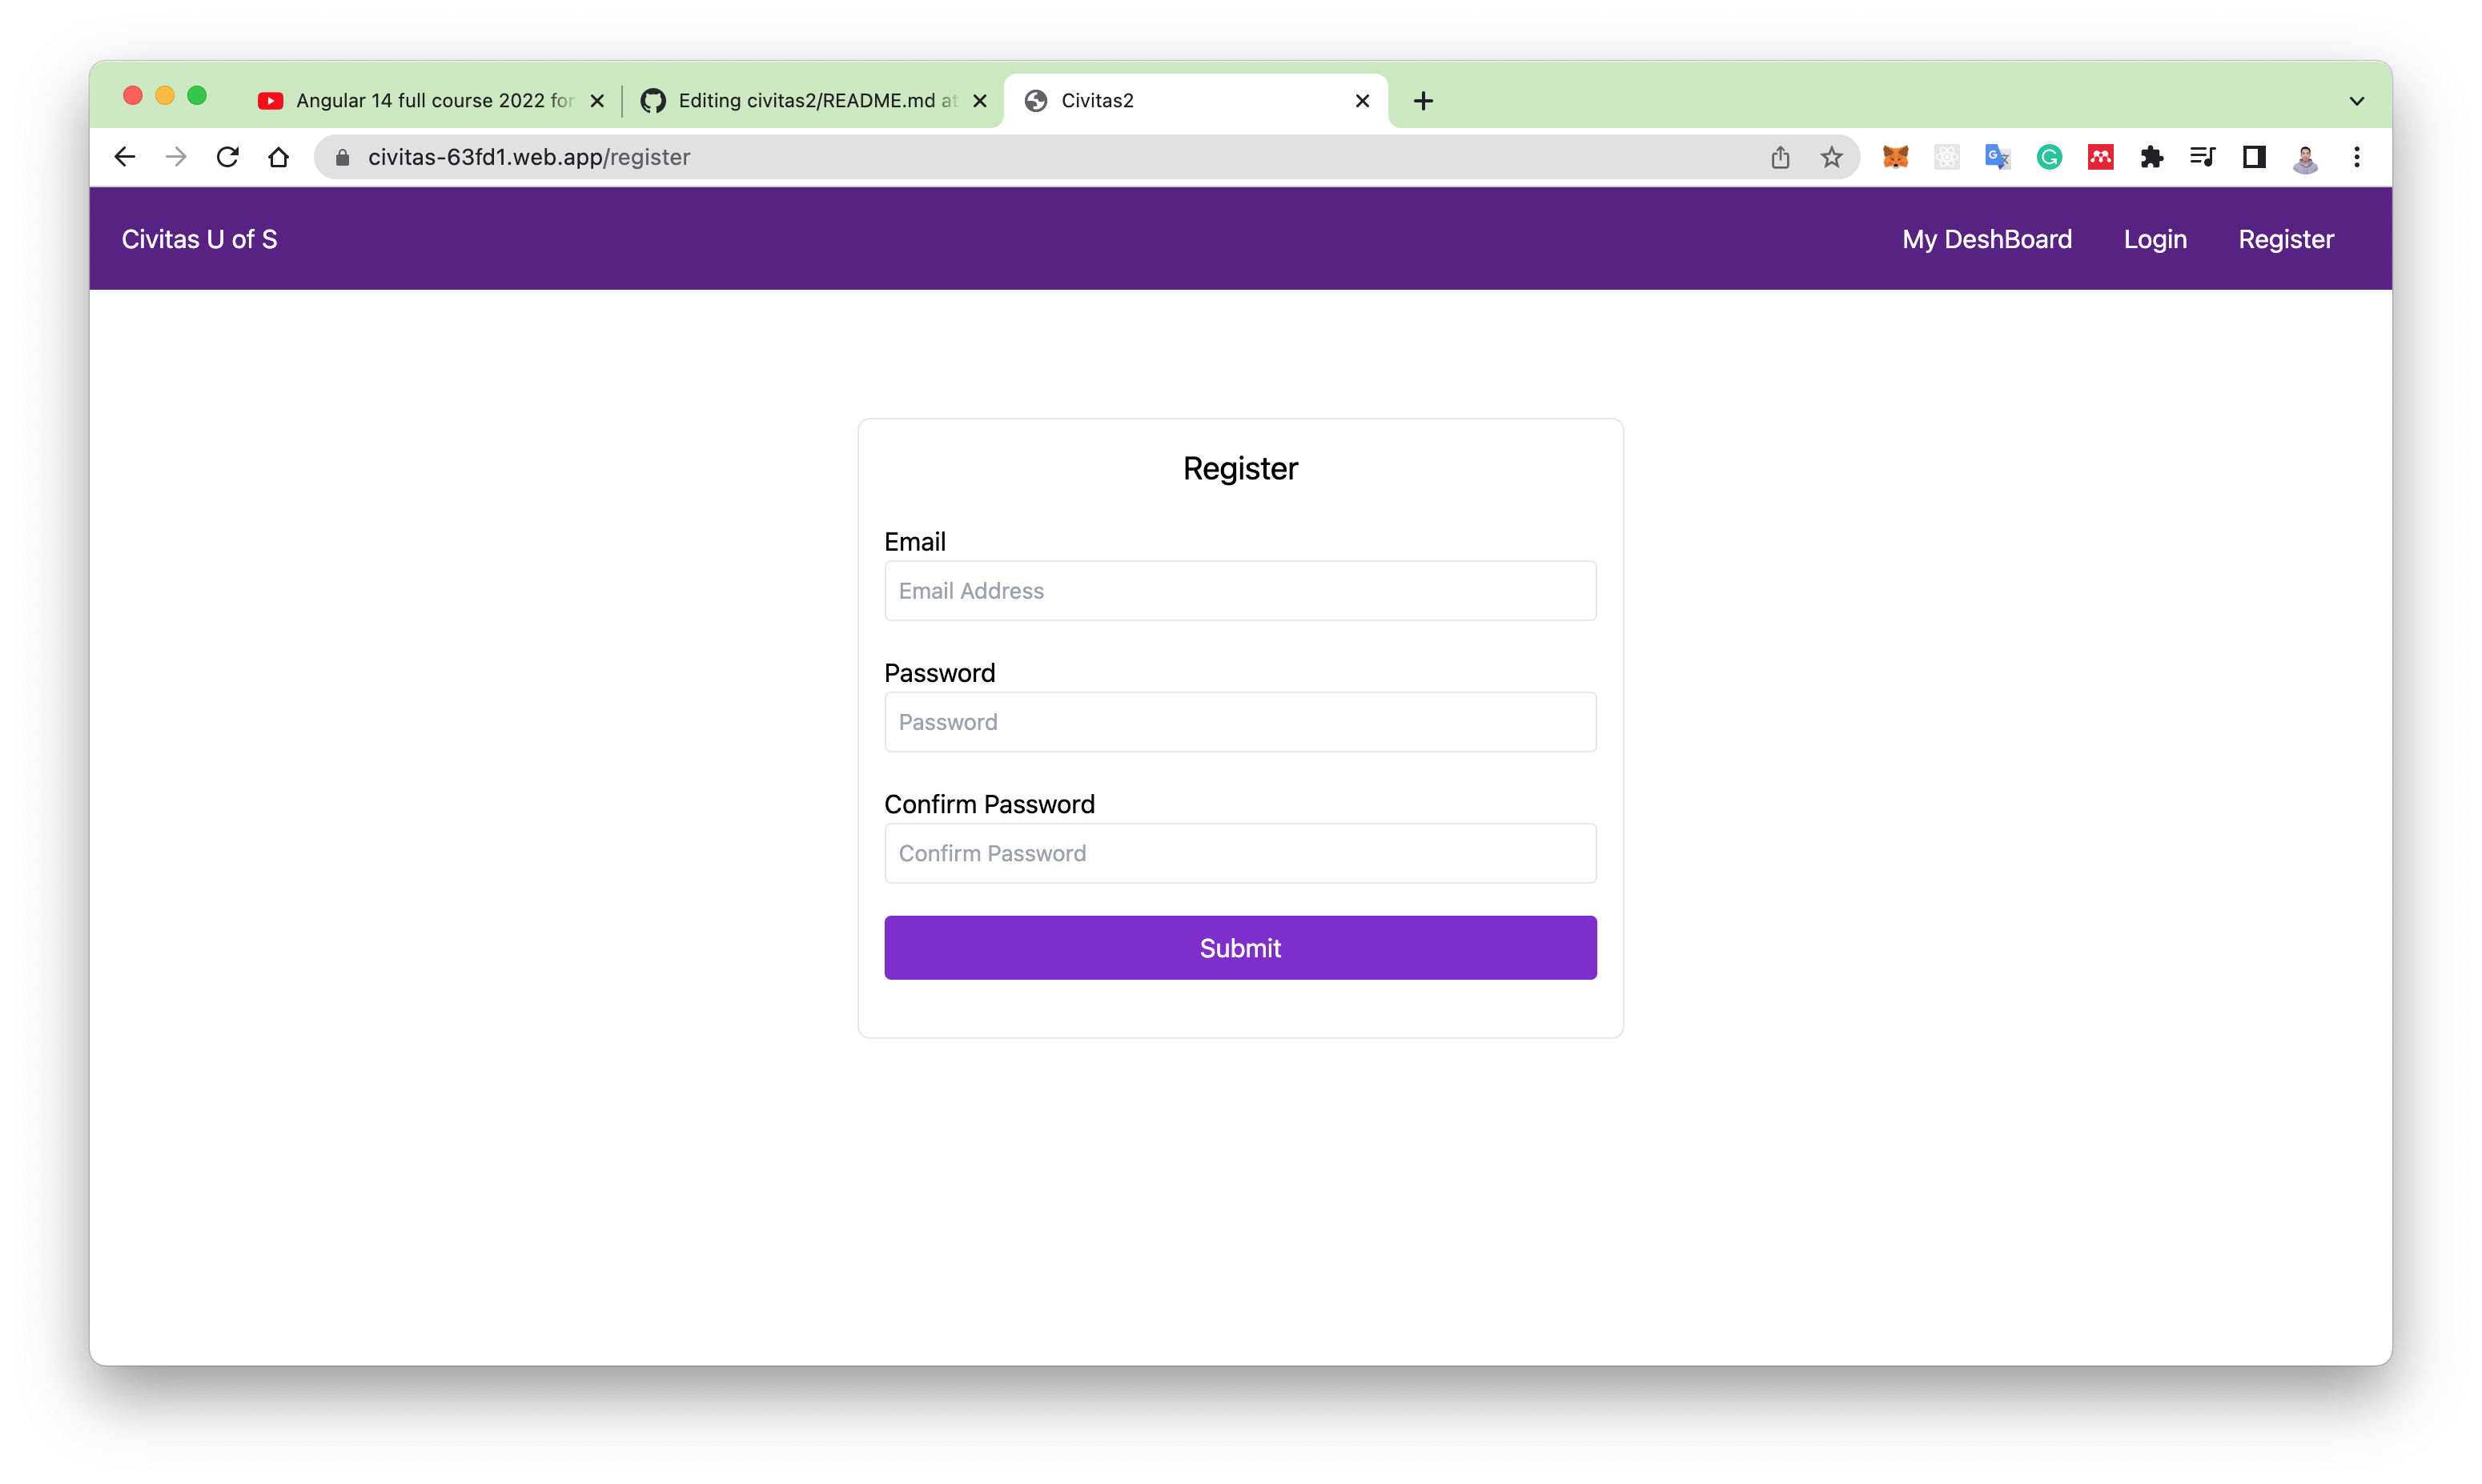 Angular 14 full course 2022 for
Editing civitas2/README.md at
Civitas2
civitas-63fd1.web.app/register
Civitas U of S
My DeshBoard
Login
Register
Register
Email
Email Address
Password
Password
Confirm Password
Confirm Password
Submit